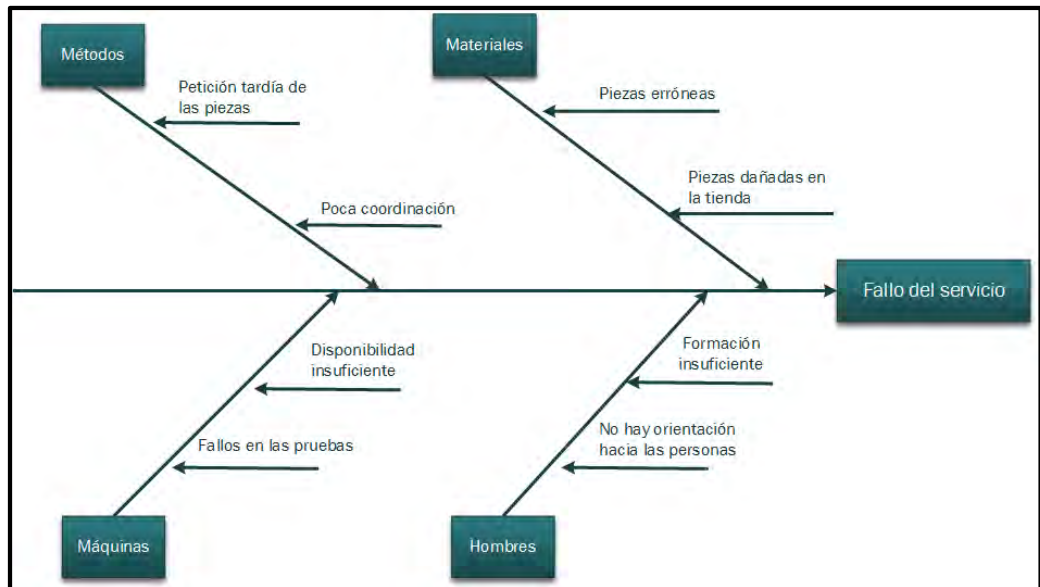 Métodos
Materiales
Petición tardía de
las piezas
Piezas erróneas
Poca coordinación
Piezas dañadas en
la tienda
Fallo del servicio
Disponibilidad
insuficiente
Formación
insuficiente
Fallos en las pruebas
No hay orientación
hacia las personas
Máquinas
Hombres